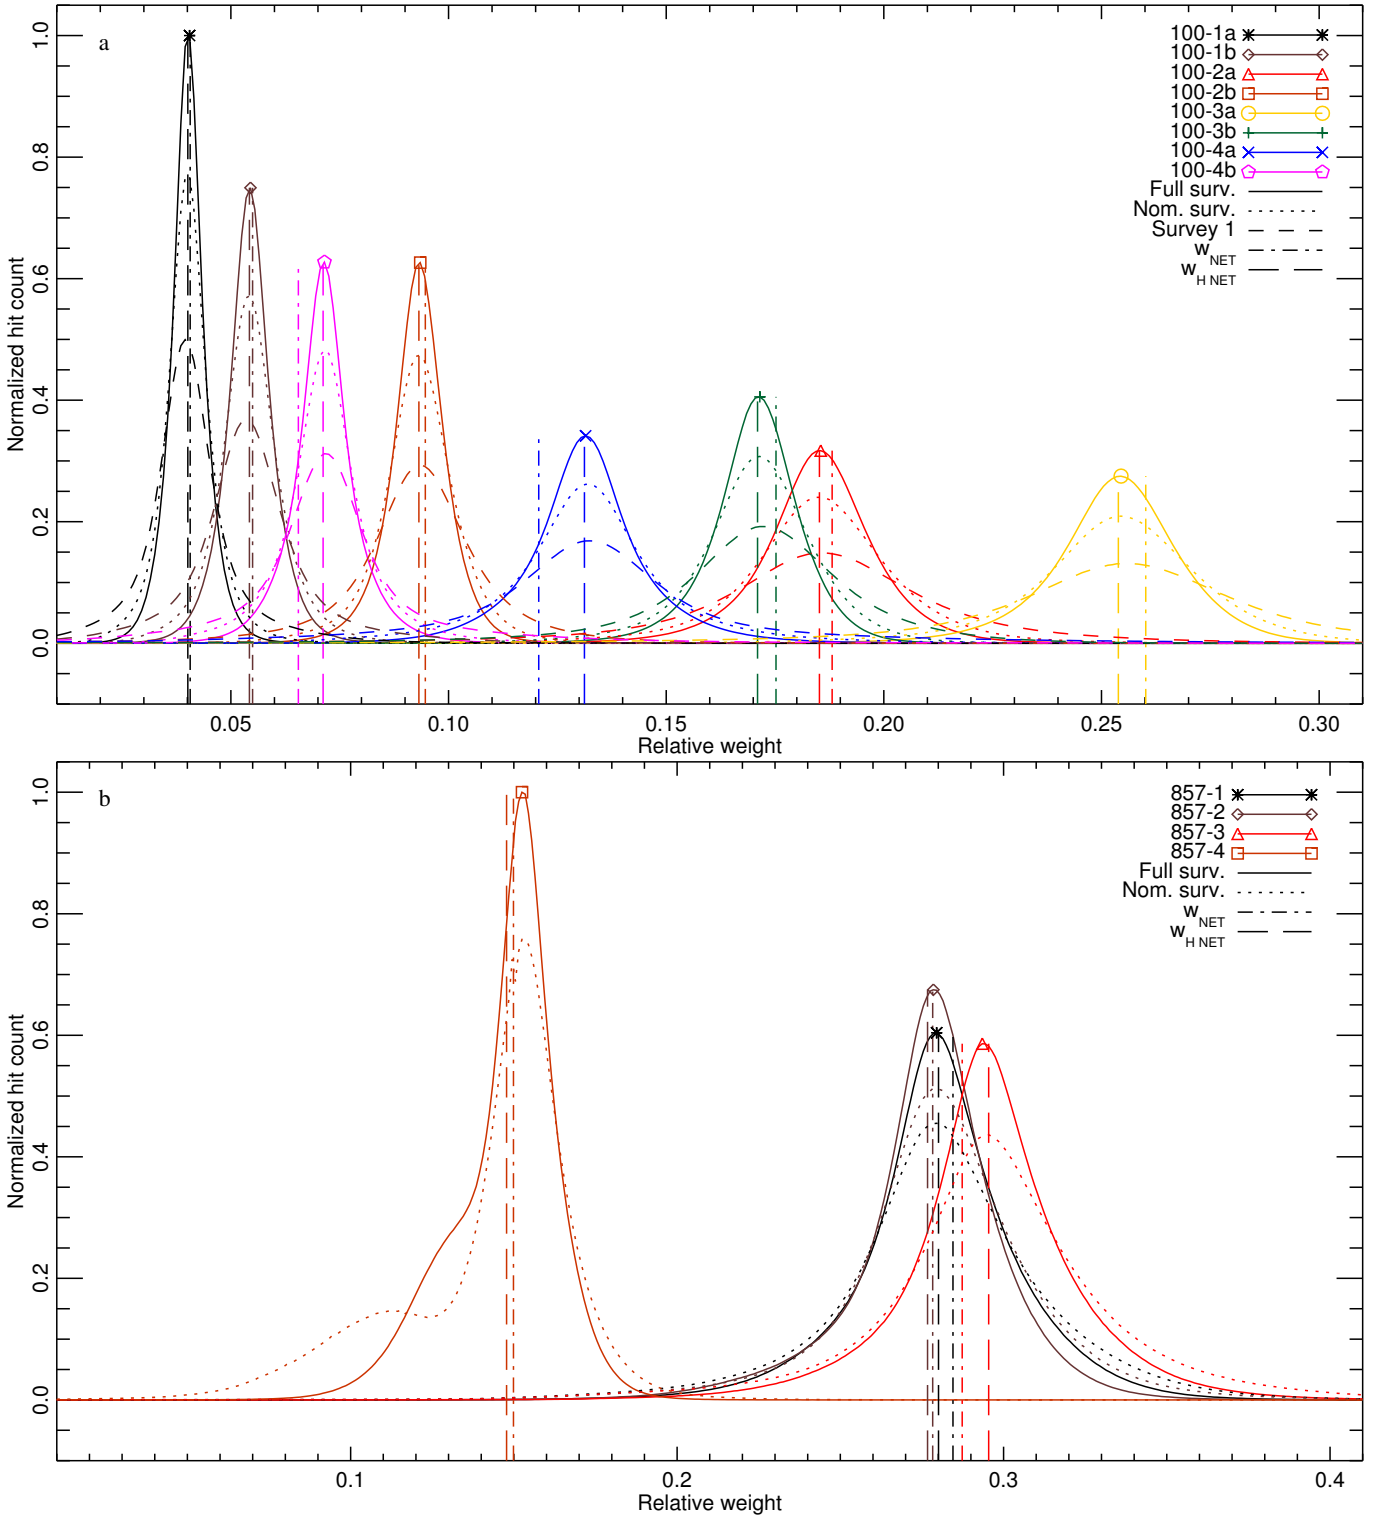 a
100-1a
100-1b
100-2a
100-2b
100-3a
100-3b
100-4a
100-4b
Full surv.
Nom. surv.
Survey 1
w NET
w H NET
Normalized hit count
1.0
0.8
0.6
0.4
0.2
0.0
0.05 0.10 0.15 0.20 0.25 0.30
Relative weight
b
857-1
857-2
857-3
857-4
Full surv.
Nom. surv.
w NET
w H NET
Normalized hit count
1.0
0.8
0.6
0.4
0.2
0.0
0.1 0.2 0.3 0.4
Relative weight